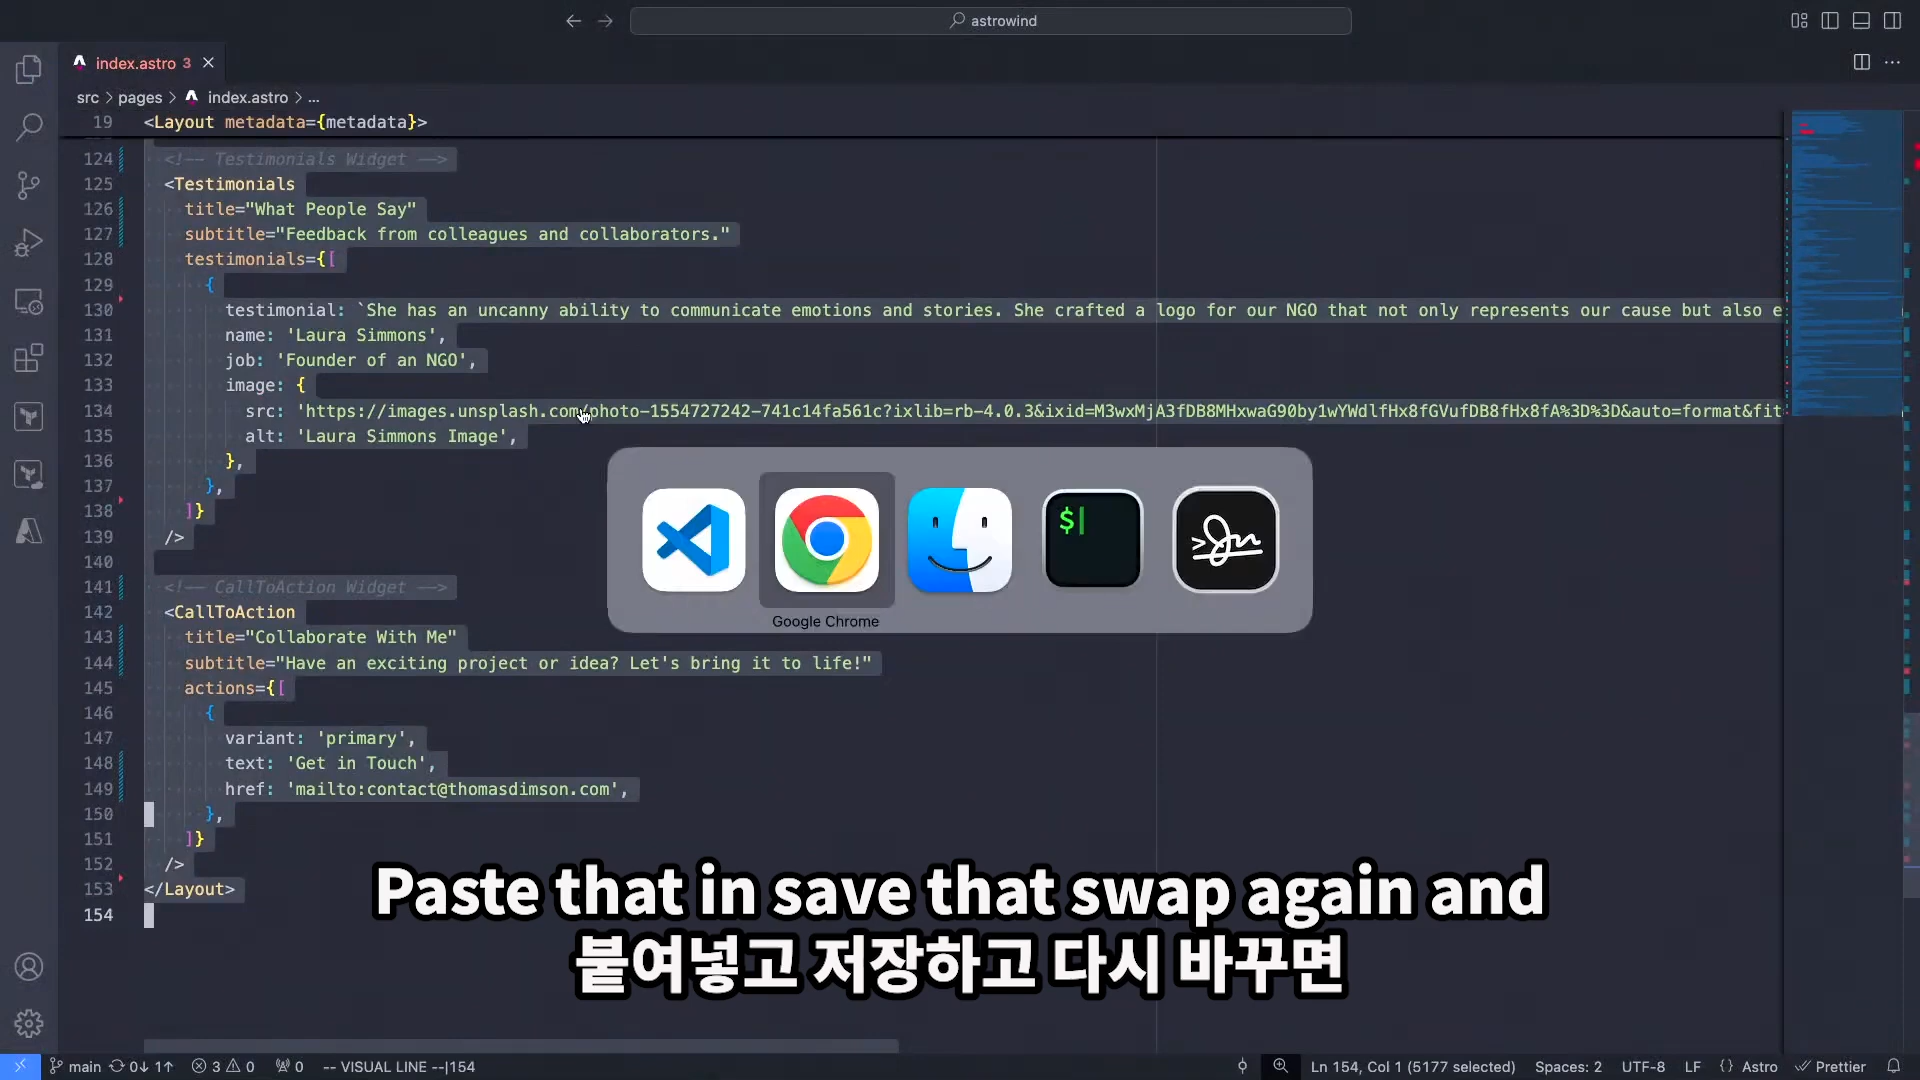 astrowind
index.astro 3
src > pages > index.astro > ...
19 <Layout metadata={metadata}>
124 <!-- Testimonials Widget -->
125 <Testimonials
126 title="What People Say"
127 subtitle="Feedback from colleagues and collaborators."
128 testimonials={[
129 {
130 testimonial: `She has an uncanny ability to communicate emotions and stories. She crafted a logo for our NGO that not only represents our cause but also e
131 name: 'Laura Simmons',
132 job: 'Founder of an NGO',
133 image: {
134 src: 'https://images.unsplash.com/photo-1554727242-741c14fa561c?ixlib=rb-4.0.3&ixid=M3wxMjA3fDB8MHxwaG90by1wYWdlfHx8fGVufDB8fHx8fA%3D%3D&auto=format&fit
135 alt: 'Laura Simmons Image',
136 },
137 },
138 ]}
139 />
140
141 <!-- CallToAction Widget -->
142 <CallToAction
143 title="Collaborate With Me"
144 subtitle="Have an exciting project or idea? Let's bring it to life!"
145 actions={[
146 {
147 variant: 'primary',
148 text: 'Get in Touch',
149 href: 'mailto:contact@thomasdimson.com',
150 },
151 ]}
152 />
153 </Layout>
154
$
Google Chrome
Paste that in save that swap again and
붙여넣고 저장하고 다시 바꾸면
main 0↓ 1↑ 3 0 0 -- VISUAL LINE --|154 Ln 154, Col 1 (5177 selected) Spaces: 2 UTF-8 LF {} Astro Prettier